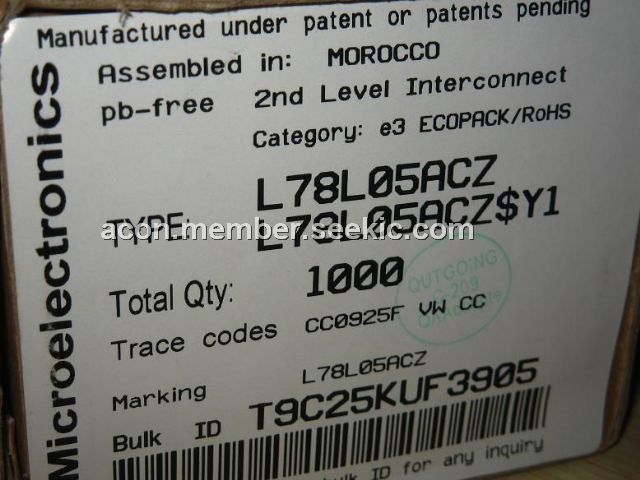 Manufactured under patent or patents pending
Assembled in: MOROCCO
pb-free 2nd Level Interconnect
Category: e3 ECOPACK/RoHS
TYPE: L78L05ACZ
L78L05ACZ$Y1
acon.member.seekic.com
Total Qty: 1000
OUTGOING
209
Trace codes CC0925F VW CC
Marking L78L05ACZ
Bulk ID T9C25KUF3905
ID for any inquiry
Microelectronics